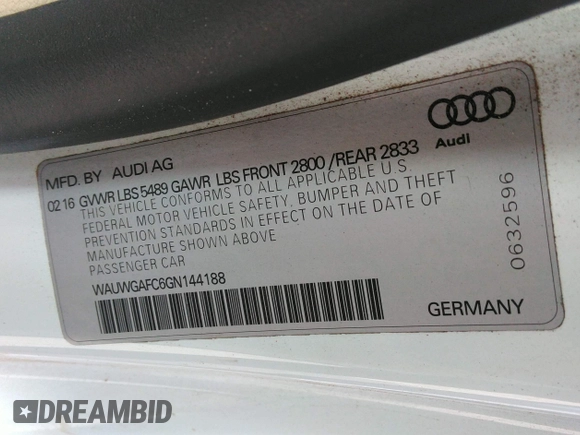 MFD. BY AUDI AG
Audi
02 16 GVWR LBS 5489 GAWR LBS FRONT 2800 /REAR 2833
THIS VEHICLE CONFORMS TO ALL APPLICABLE U.S.
FEDERAL MOTOR VEHICLE SAFETY, BUMPER AND THEFT
PREVENTION STANDARDS IN EFFECT ON THE DATE OF
MANUFACTURE SHOWN ABOVE
PASSENGER CAR
WAUWGAFC6GN144188
0632596
GERMANY
DREAMBID